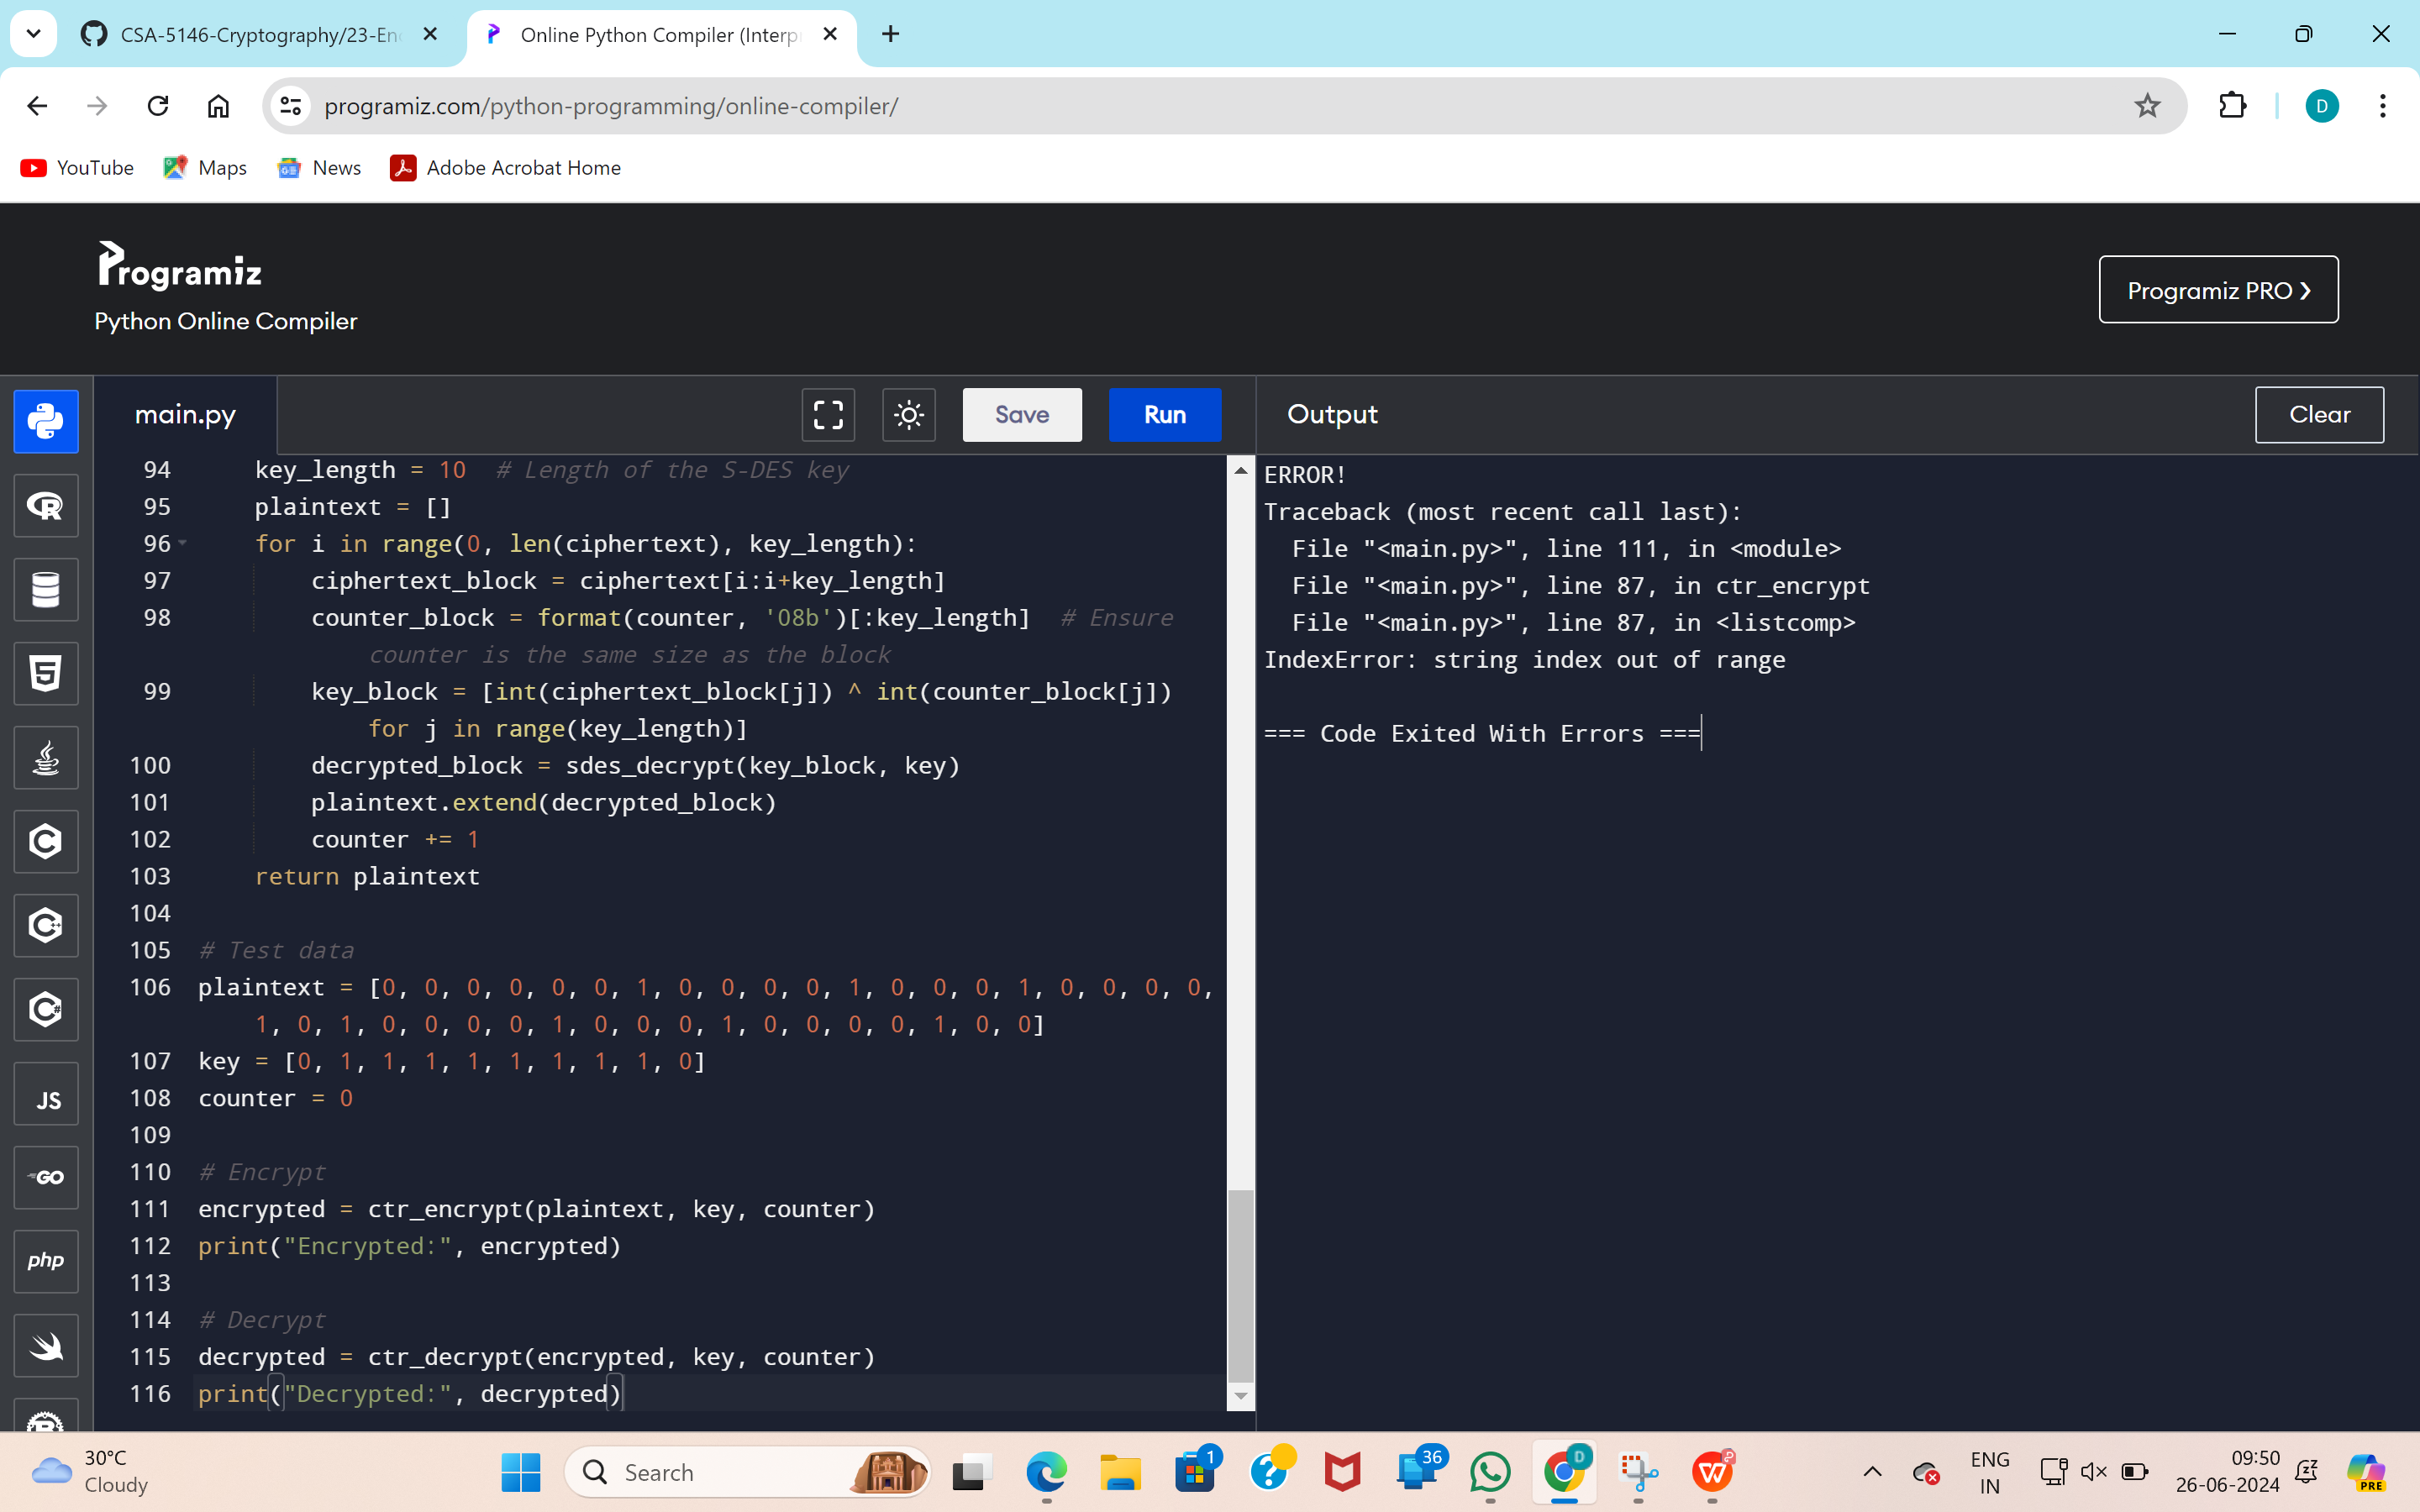 CSA-5146-Cryptography/23-En
Online Python Compiler (Interp
programiz.com/python-programming/online-compiler/
D
YouTube
Maps
News
Adobe Acrobat Home
Programiz
Python Online Compiler
Programiz PRO ❯
main.py
Save
Run
Output
Clear
94 key_length = 10  # Length of the S-DES key
95 plaintext = []
96 for i in range(0, len(ciphertext), key_length):
97 ciphertext_block = ciphertext[i:i+key_length]
98 counter_block = format(counter, '08b')[:key_length]  # Ensure
counter is the same size as the block
99 key_block = [int(ciphertext_block[j]) ^ int(counter_block[j])
for j in range(key_length)]
100 decrypted_block = sdes_decrypt(key_block, key)
101 plaintext.extend(decrypted_block)
102 counter += 1
103 return plaintext
104
105 # Test data
106 plaintext = [0, 0, 0, 0, 0, 0, 1, 0, 0, 0, 0, 1, 0, 0, 0, 1, 0, 0, 0, 0,
1, 0, 1, 0, 0, 0, 0, 1, 0, 0, 0, 1, 0, 0, 0, 0, 1, 0, 0]
107 key = [0, 1, 1, 1, 1, 1, 1, 1, 1, 0]
108 counter = 0
109
110 # Encrypt
111 encrypted = ctr_encrypt(plaintext, key, counter)
112 print("Encrypted:", encrypted)
113
114 # Decrypt
115 decrypted = ctr_decrypt(encrypted, key, counter)
116 print("Decrypted:", decrypted)
ERROR!
Traceback (most recent call last):
File "<main.py>", line 111, in <module>
File "<main.py>", line 87, in ctr_encrypt
File "<main.py>", line 87, in <listcomp>
IndexError: string index out of range
=== Code Exited With Errors ===
R
5
C
C++
C#
JS
GO
php
30°C
Cloudy
Search
1
36
D
W
ENG
IN
09:50
26-06-2024
PRE